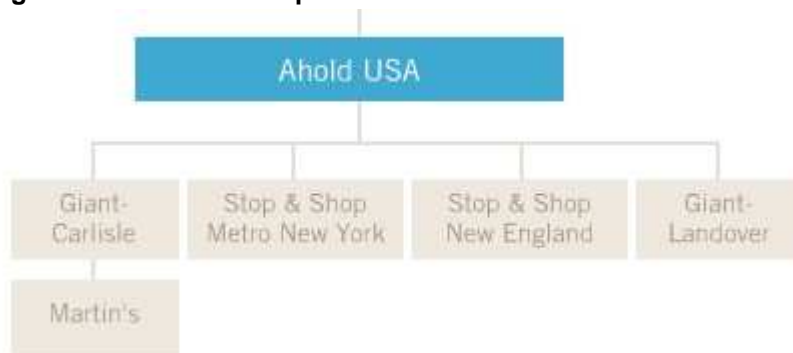 Ahold USA
Giant-
Carlisle
Stop & Shop
Metro New York
Stop & Shop
New England
Giant-
Landover
Martin's